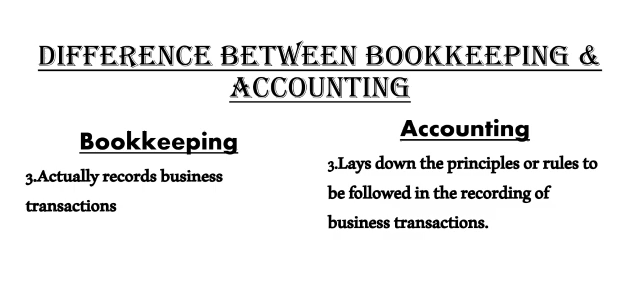 DIFFERENCE BETWEEN BOOKKEEPING &
ACCOUNTING
Bookkeeping
3.Actually records business
transactions
Accounting
3.Lays down the principles or rules to
be followed in the recording of
business transactions.